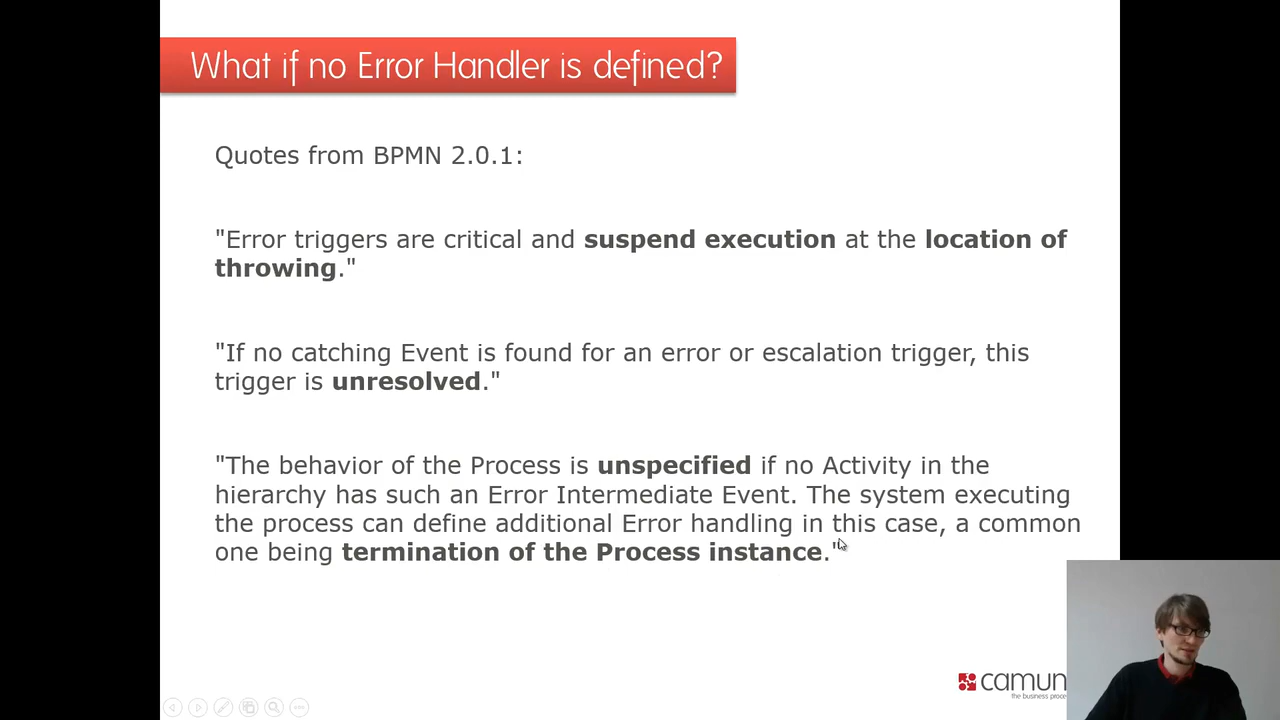 What if no Error Handler is defined?
Quotes from BPMN 2.0.1:
"Error triggers are critical and suspend execution at the location of
throwing."
"If no catching Event is found for an error or escalation trigger, this
trigger is unresolved."
"The behavior of the Process is unspecified if no Activity in the
hierarchy has such an Error Intermediate Event. The system executing
the process can define additional Error handling in this case, a common
one being termination of the Process instance."
camun
the business proce